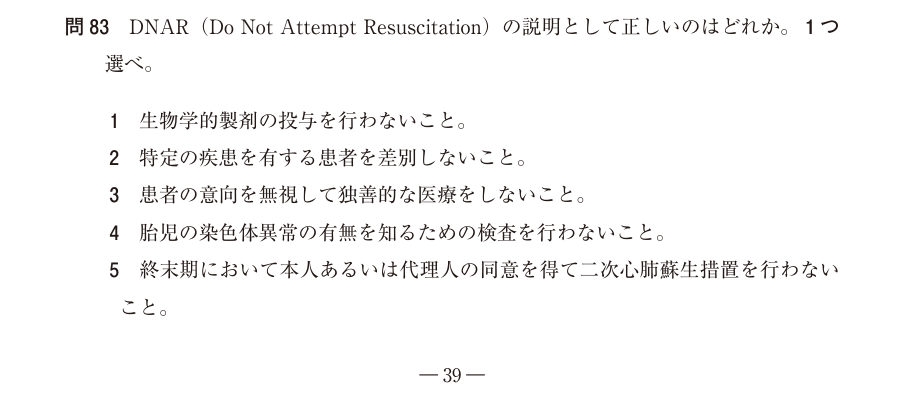 問 83 DNAR（Do Not Attempt Resuscitation）の説明として正しいのはどれか。1つ
選べ。
1 生物学的製剤の投与を行わないこと。
2 特定の疾患を有する患者を差別しないこと。
3 患者の意向を無視して独善的な医療をしないこと。
4 胎児の染色体異常の有無を知るための検査を行わないこと。
5 終末期において本人あるいは代理人の同意を得て二次心肺蘇生措置を行わない
こと。
― 39 ―